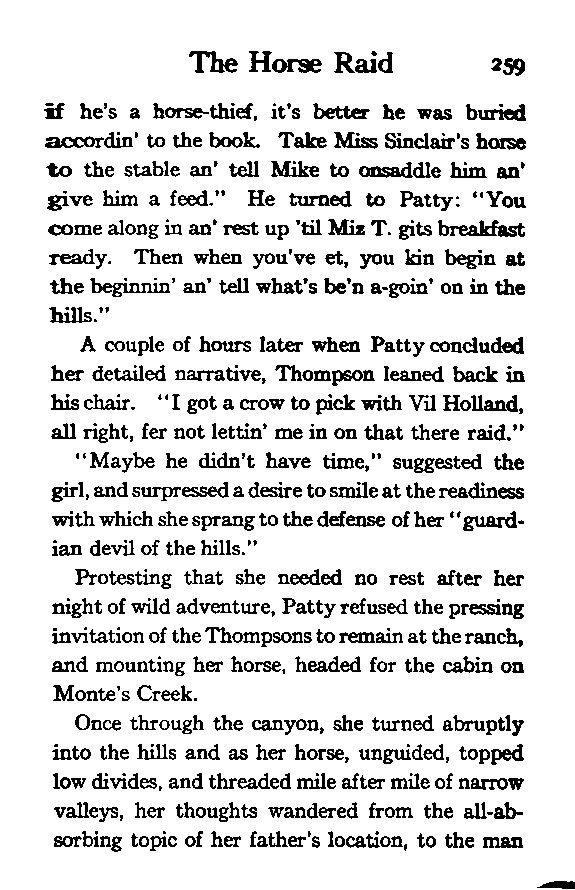 The Horse Raid 259
if he's a horse-thief, it's better he was buried
accordin' to the book. Take Miss Sinclair's horse
to the stable an' tell Mike to onsaddle him an'
give him a feed." He turned to Patty: "You
come along in an' rest up 'til Miz T. gits breakfast
ready. Then when you've et, you kin begin at
the beginnin' an' tell what's be'n a-goin' on in the
hills."
A couple of hours later when Patty concluded
her detailed narrative, Thompson leaned back in
his chair. "I got a crow to pick with Vil Holland,
all right, fer not lettin' me in on that there raid."
"Maybe he didn't have time," suggested the
girl, and surpressed a desire to smile at the readiness
with which she sprang to the defense of her "guard-
ian devil of the hills."
Protesting that she needed no rest after her
night of wild adventure, Patty refused the pressing
invitation of the Thompsons to remain at the ranch,
and mounting her horse, headed for the cabin on
Monte's Creek.
Once through the canyon, she turned abruptly
into the hills and as her horse, unguided, topped
low divides, and threaded mile after mile of narrow
valleys, her thoughts wandered from the all-ab-
sorbing topic of her father's location, to the man